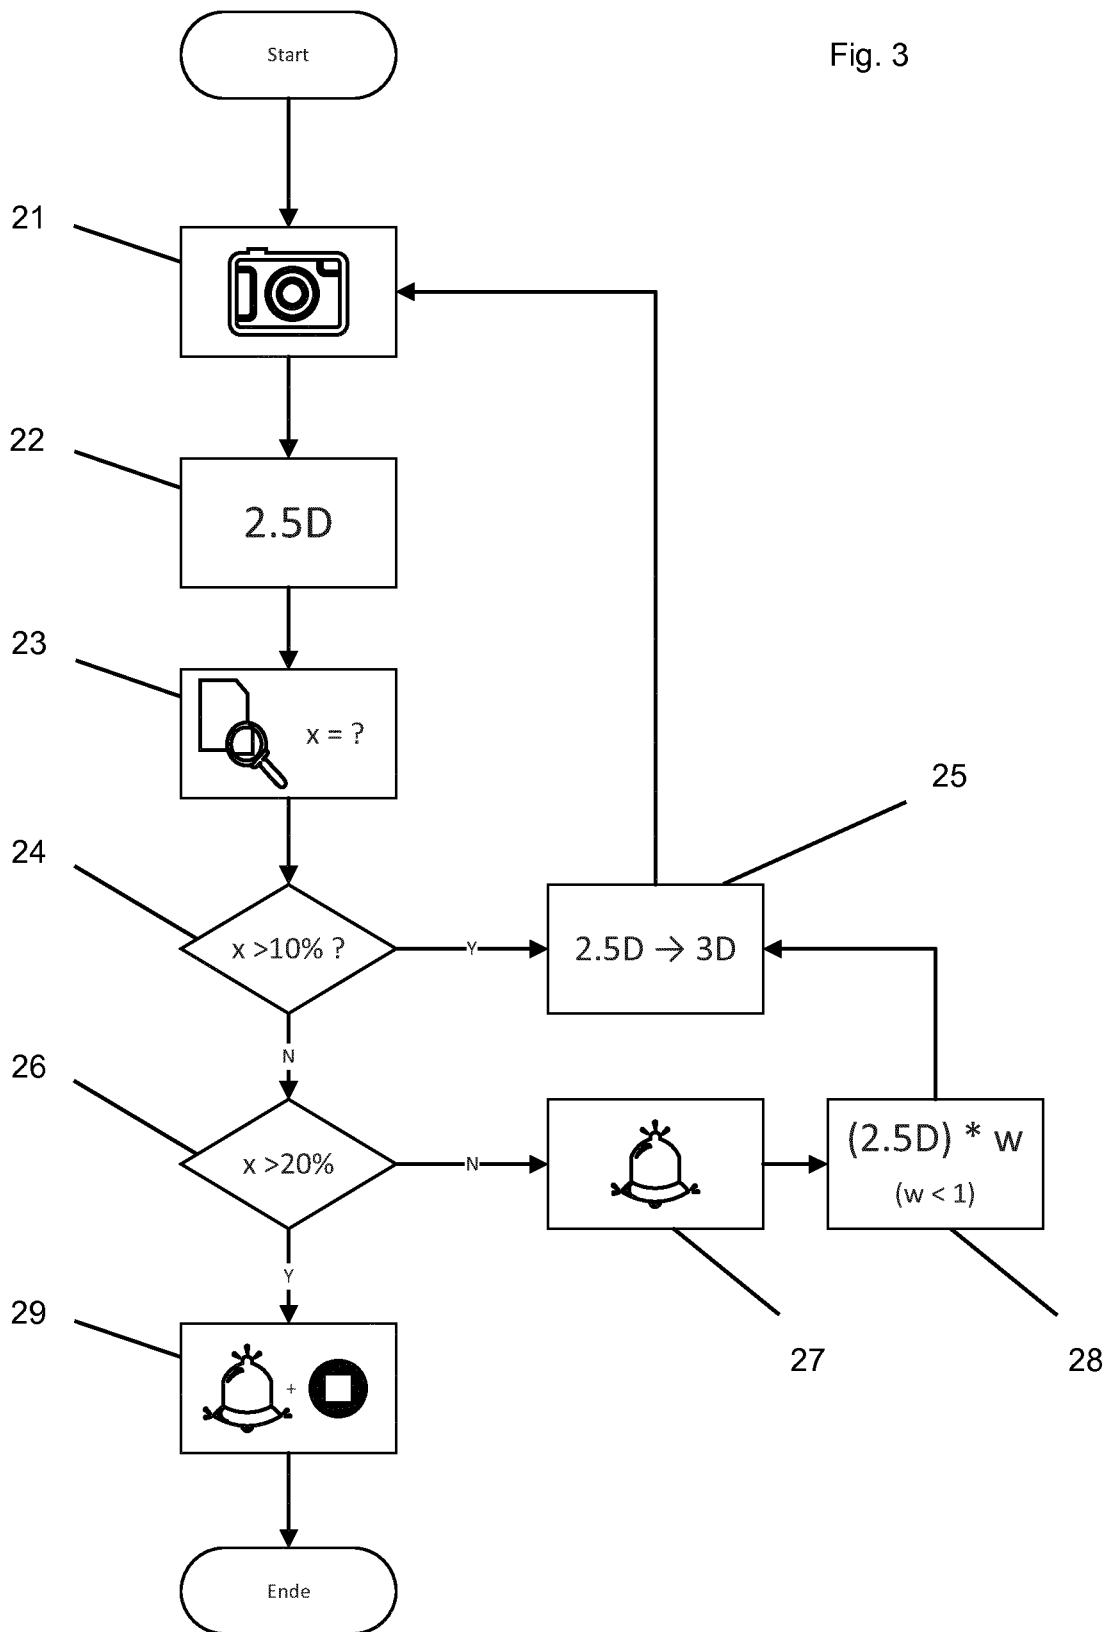 Start
Fig. 3
21
22
2.5D
23
x = ?
25
24
x >10% ?
Y
2.5D → 3D
N
26
x >20%
N
(2.5D) * w
(w < 1)
Y
29
27
28
+
Ende